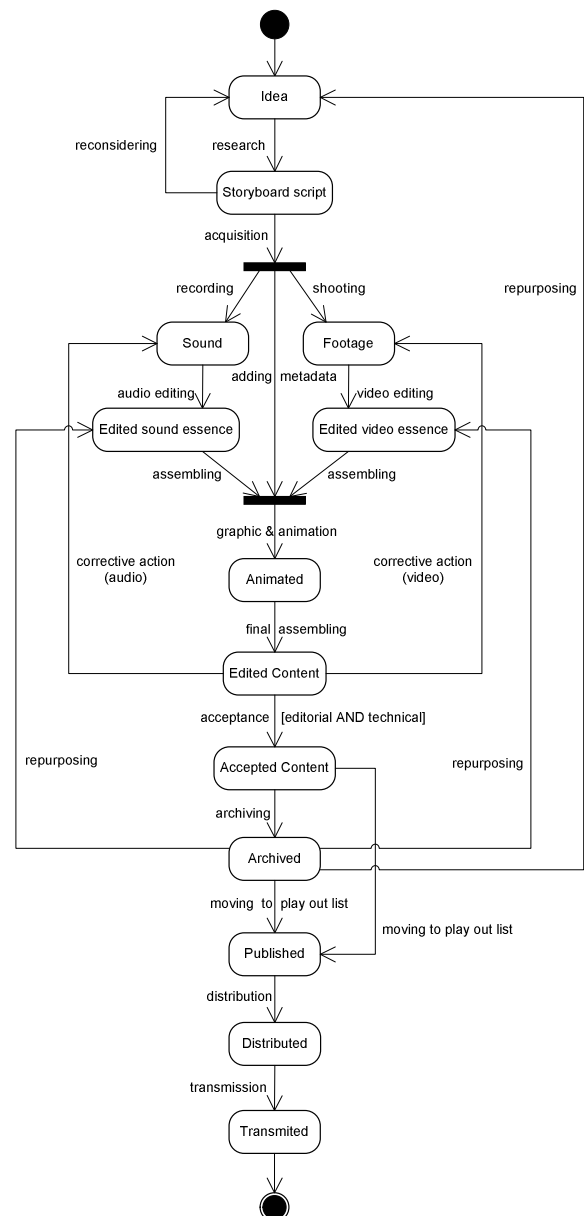 Idea
reconsidering
research
Storyboard script
acquisition
recording
shooting
repurposing
Sound
Footage
adding metadata
audio editing
video editing
Edited sound essence
Edited video essence
assembling
assembling
graphic & animation
corrective action
(audio)
corrective action
(video)
Animated
final assembling
Edited Content
acceptance [editorial AND technical]
repurposing
repurposing
Accepted Content
archiving
Archived
moving to play out list
moving to play out list
Published
distribution
Distributed
transmission
Transmited